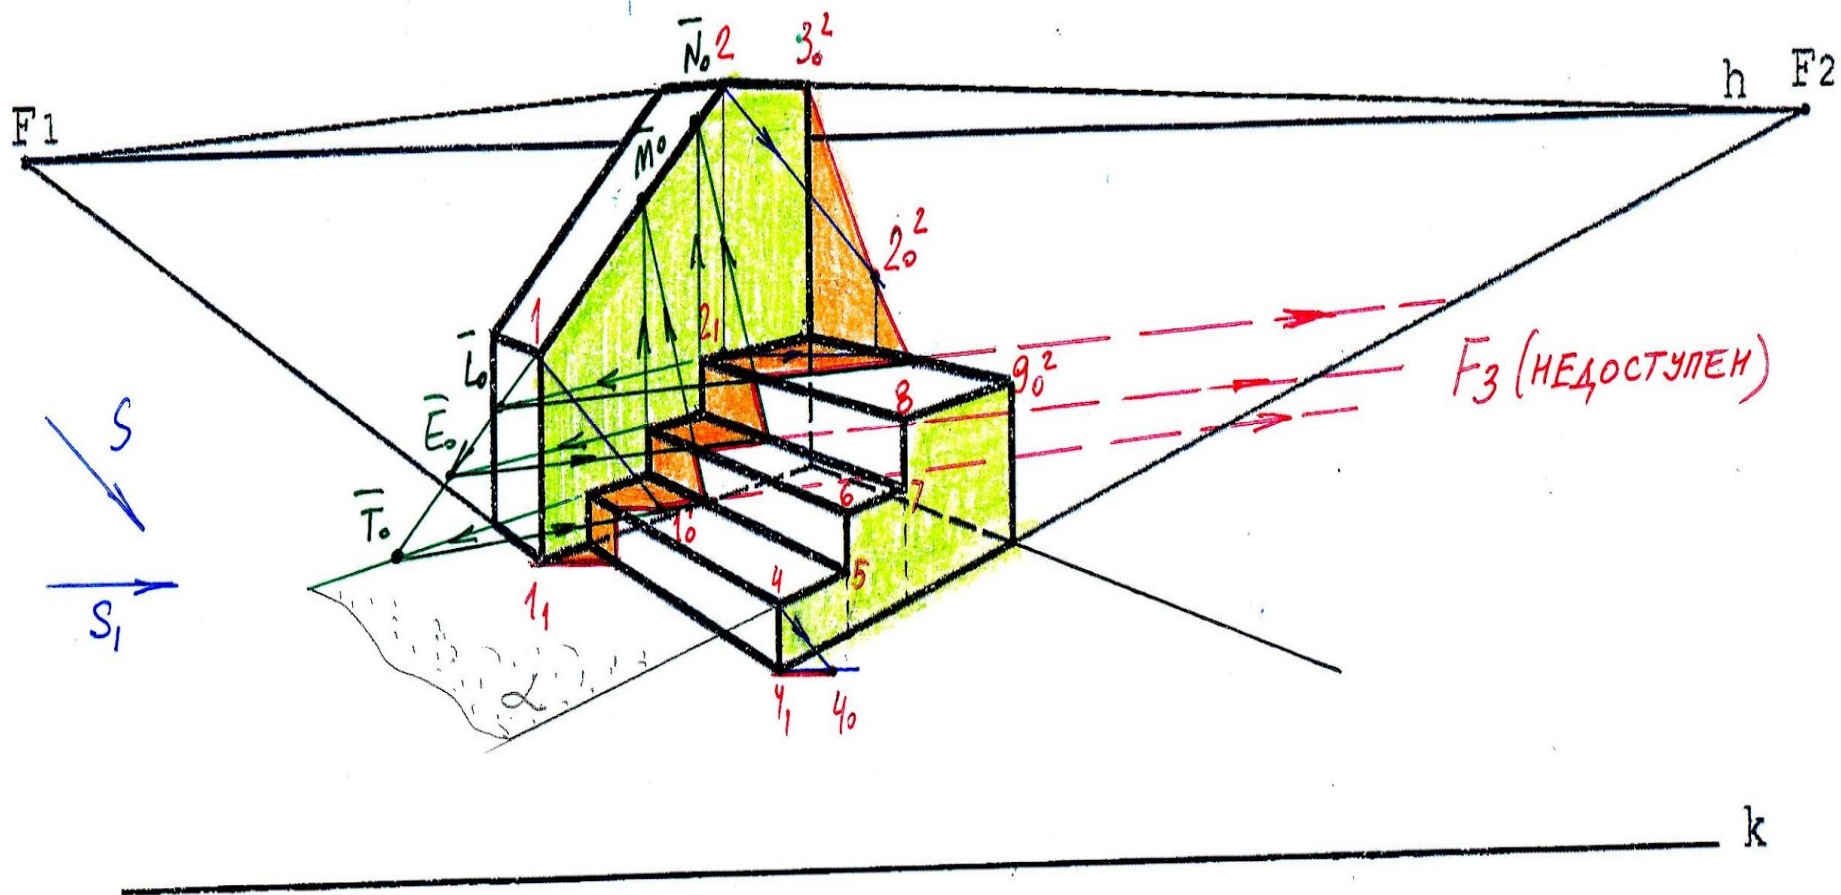 N̄₀ 2 3₀²
F1 h F2
M̄₀
2₀²
1 2₁
L̄₀ 8 9₀²
F₃ (НЕДОСТУПЕН)
S Ē₀
6 7
T̄₀ 1₀
S₁ 1₁ 4 5
α
4₁ 4₀
k